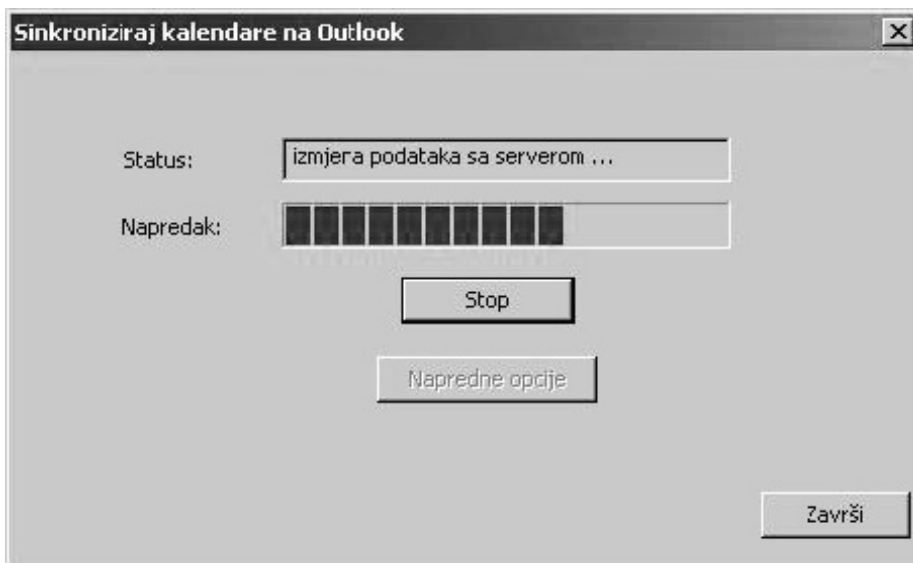 Sinkroniziraj kalendare na Outlook
Status:
izmjera podataka sa serverom ...
Napredak:
Stop
Napredne opcije
Završi